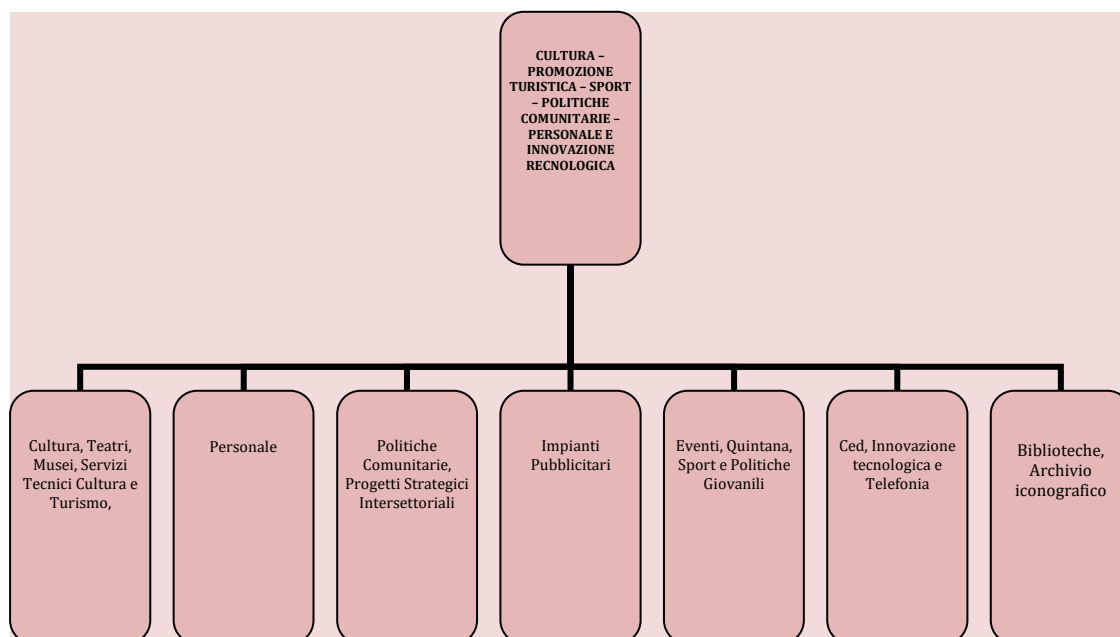 CULTURA –
PROMOZIONE
TURISTICA – SPORT
– POLITICHE
COMUNITARIE –
PERSONALE E
INNOVAZIONE
RECNOLOGICA
Cultura, Teatri,
Musei, Servizi
Tecnici Cultura e
Turismo,
Personale
Politiche
Comunitarie,
Progetti Strategici
Intersettoriali
Impianti
Pubblicitari
Eventi, Quintana,
Sport e Politiche
Giovanili
Ced, Innovazione
tecnologica e
Telefonia
Biblioteche,
Archivio
iconografico